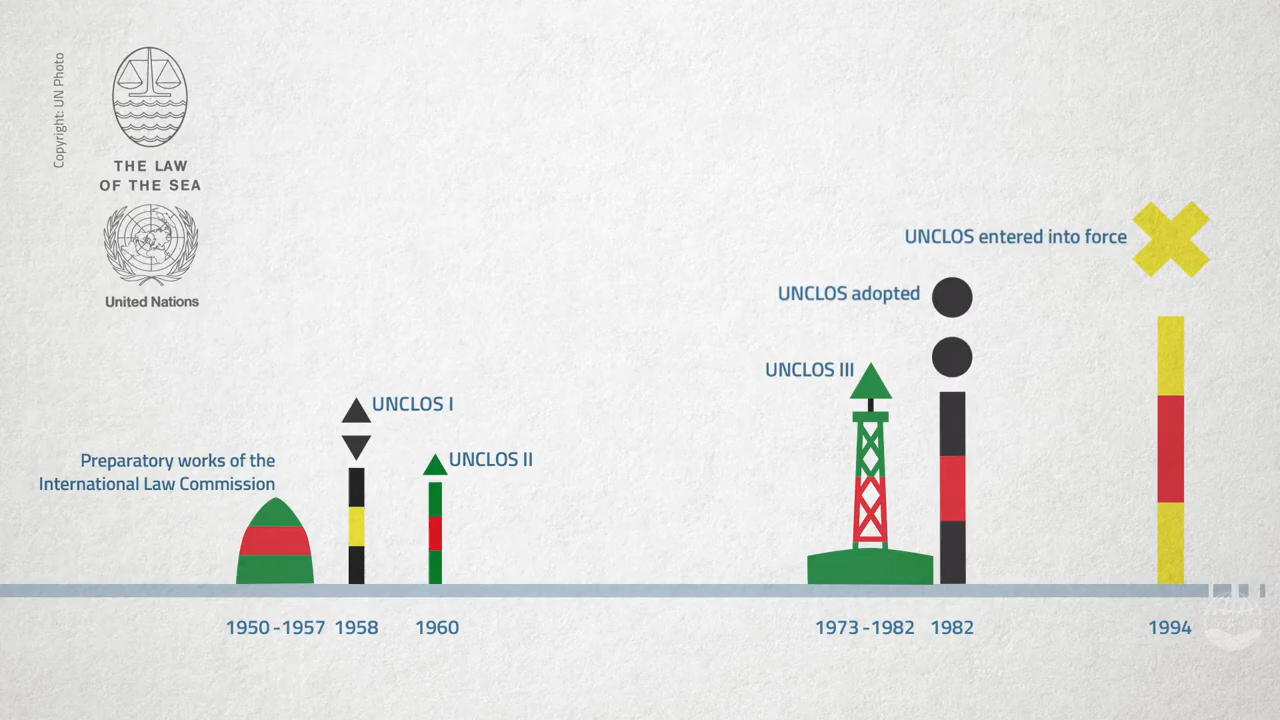 Copyright: UN Photo
THE LAW
OF THE SEA
United Nations
UNCLOS entered into force
UNCLOS adopted
UNCLOS III
UNCLOS I
UNCLOS II
Preparatory works of the
International Law Commission
1950 -1957
1958
1960
1973 -1982
1982
1994